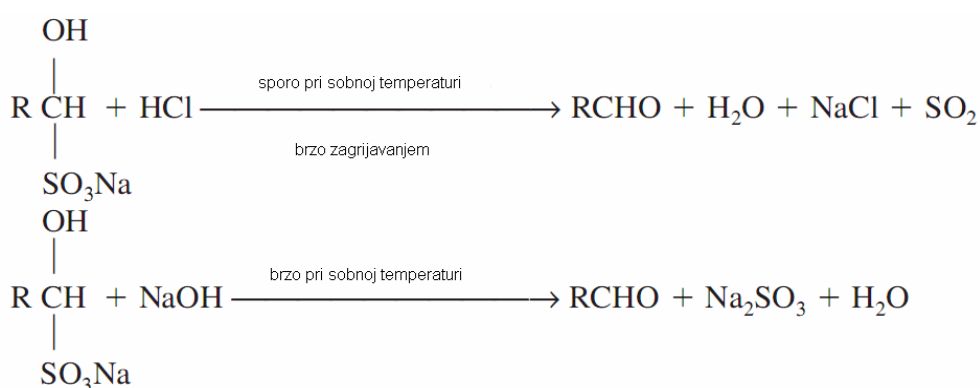 OH
sporo pri sobnoj temperaturi
R CH + HCl ⟶ RCHO + H₂O + NaCl + SO₂
brzo zagrijavanjem
SO₃Na
OH
brzo pri sobnoj temperaturi
R CH + NaOH ⟶ RCHO + Na₂SO₃ + H₂O
SO₃Na